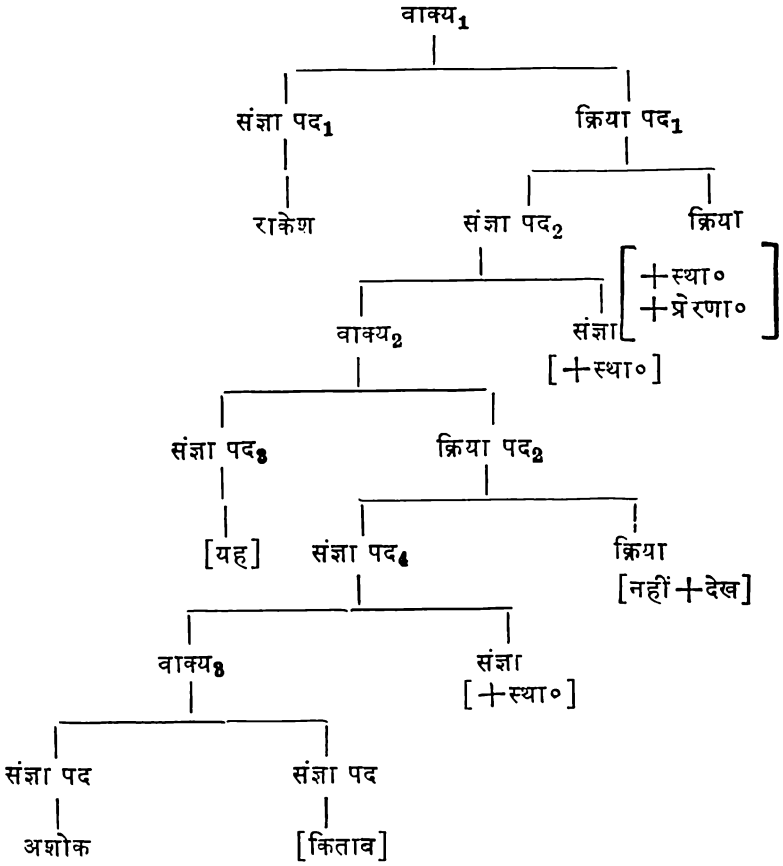 वाक्य₁
संज्ञा पद₁ क्रिया पद₁
राकेश संज्ञा पद₂ क्रिया
[+स्था०
+प्रेरणा०]
वाक्य₂ संज्ञा
[+स्था०]
संज्ञा पद₃ क्रिया पद₂
[यह] संज्ञा पद₄ क्रिया
[नहीं+देख]
वाक्य₃ संज्ञा
[+स्था०]
संज्ञा पद संज्ञा पद
अशोक [किताव]